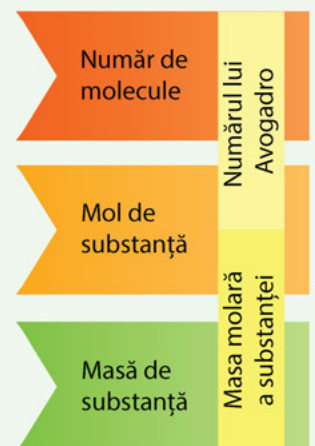 Număr de
molecule
Numărul lui
Avogadro
Mol de
substanță
Masa molară
a substanței
Masă de
substanță